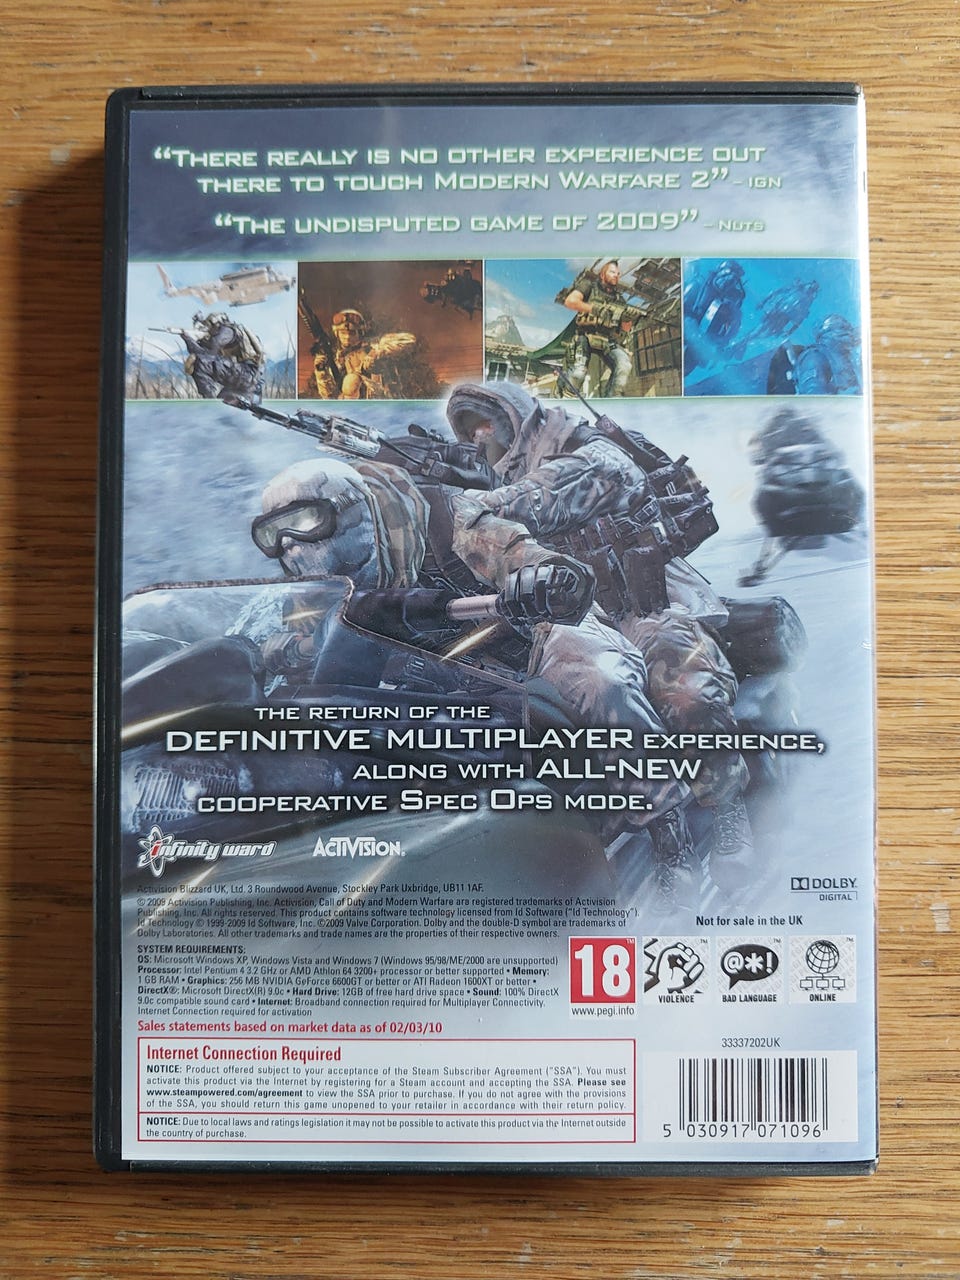 “THERE REALLY IS NO OTHER EXPERIENCE OUT
THERE TO TOUCH MODERN WARFARE 2” – IGN
“THE UNDISPUTED GAME OF 2009” – NUTS
THE RETURN OF THE
DEFINITIVE MULTIPLAYER EXPERIENCE,
ALONG WITH ALL-NEW
COOPERATIVE SPEC OPS MODE.
infinity ward ACTIVISION®
Activision Blizzard UK, Ltd. 3 Roundwood Avenue, Stockley Park Uxbridge, UB11 1AF.
© 2009 Activision Publishing, Inc. Activision, Call of Duty and Modern Warfare are registered trademarks of Activision
Publishing, Inc. All rights reserved. This product contains software technology licensed from Id Software ("Id Technology").
Id Technology © 1999-2009 Id Software, Inc. ©2009 Valve Corporation. Dolby and the double-D symbol are trademarks of
Dolby Laboratories. All other trademarks and trade names are the properties of their respective owners.
DOLBY
DIGITAL
Not for sale in the UK
SYSTEM REQUIREMENTS:
OS: Microsoft Windows XP, Windows Vista and Windows 7 (Windows 95/98/ME/2000 are unsupported)
Processor: Intel Pentium 4 3.2 GHz or AMD Athlon 64 3200+ processor or better supported • Memory:
1 GB RAM • Graphics: 256 MB NVIDIA GeForce 6600GT or better or ATI Radeon 1600XT or better •
DirectX®: Microsoft DirectX(R) 9.0c • Hard Drive: 12GB of free hard drive space • Sound: 100% DirectX
9.0c compatible sound card • Internet: Broadband connection required for Multiplayer Connectivity.
Internet Connection required for activation
18™
www.pegi.info
™
VIOLENCE
@*! ™
BAD LANGUAGE
™
ONLINE
Sales statements based on market data as of 02/03/10
Internet Connection Required
NOTICE: Product offered subject to your acceptance of the Steam Subscriber Agreement ("SSA"). You must
activate this product via the Internet by registering for a Steam account and accepting the SSA. Please see
www.steampowered.com/agreement to view the SSA prior to purchase. If you do not agree with the provisions
of the SSA, you should return this game unopened to your retailer in accordance with their return policy.
NOTICE: Due to local laws and ratings legislation it may not be possible to activate this product via the Internet outside
the country of purchase.
33337202UK
5 030917 071096